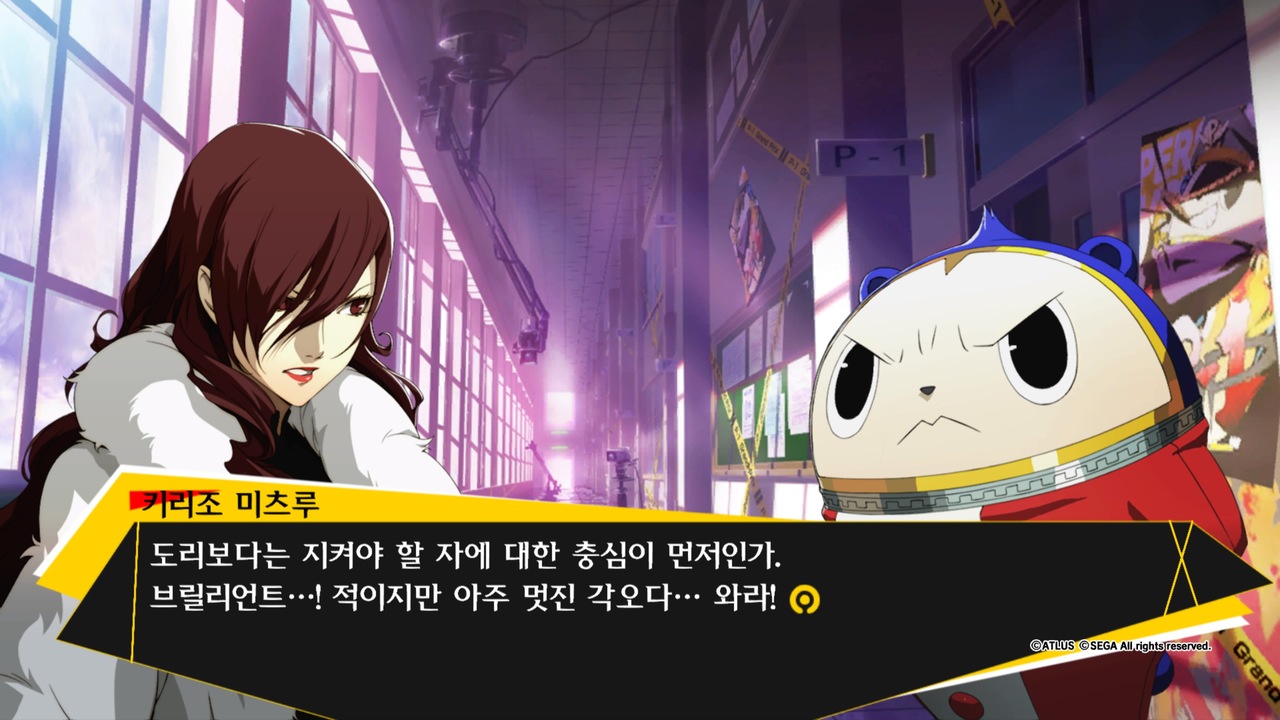 P-1
키리조 미츠루
도리보다는 지켜야 할 자에 대한 충심이 먼저인가.
브릴리언트…! 적이지만 아주 멋진 각오다… 와라!
©ATLUS ©SEGA All rights reserved.